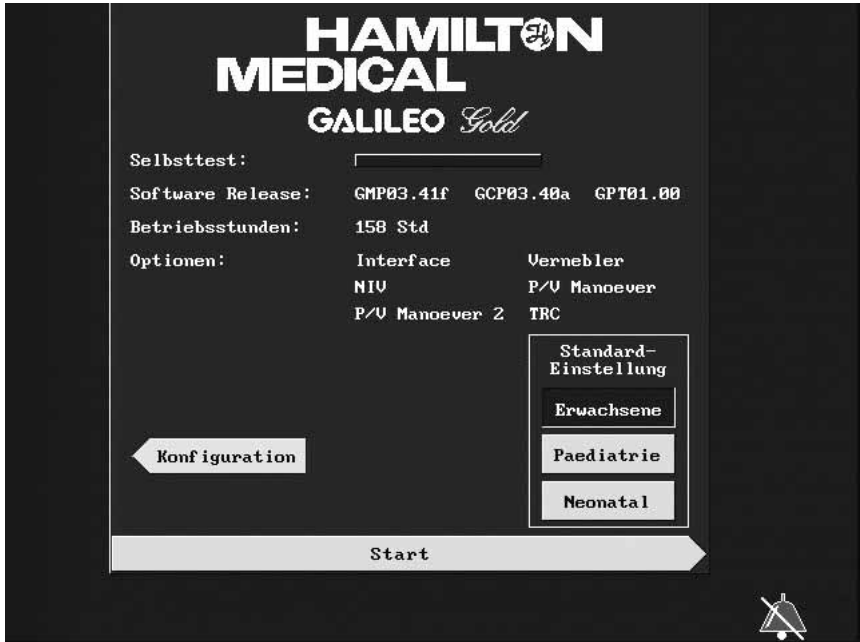 HAMILTON
MEDICAL
GALILEO Gold
Selbsttest:
Software Release: GMP03.41f GCP03.40a GPT01.00
Betriebsstunden: 158 Std
Optionen: Interface Vernebler
NIV P/V Manoever
P/V Manoever 2 TRC
Standard-
Einstellung
Erwachsene
Konfiguration
Paediatrie
Neonatal
Start